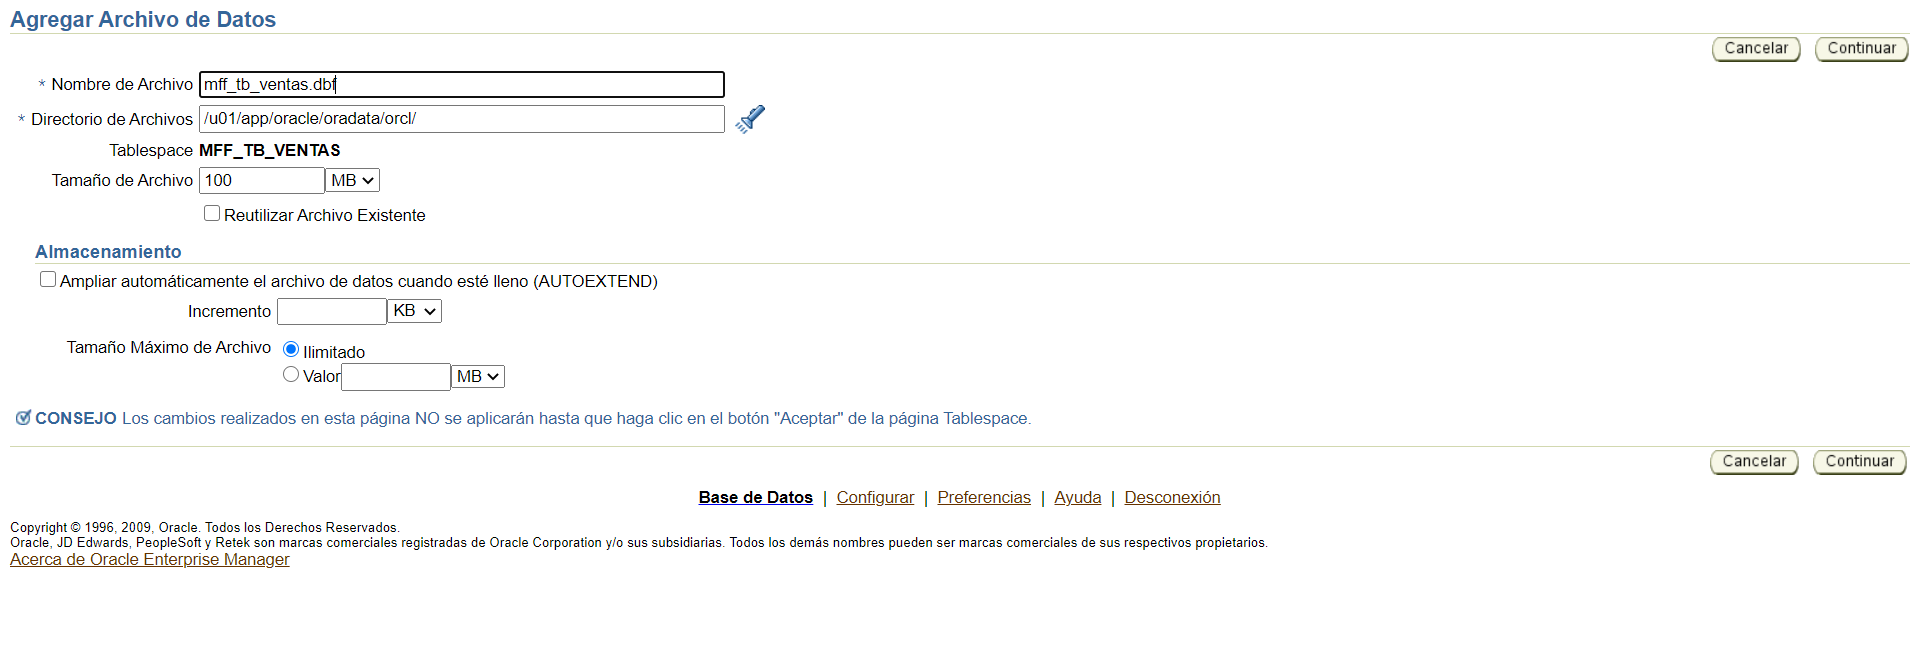 Agregar Archivo de Datos
Cancelar Continuar
* Nombre de Archivo mff_tb_ventas.dbf
* Directorio de Archivos /u01/app/oracle/oradata/orcl/
Tablespace MFF_TB_VENTAS
Tamaño de Archivo 100 MB
Reutilizar Archivo Existente
Almacenamiento
Ampliar automáticamente el archivo de datos cuando esté lleno (AUTOEXTEND)
Incremento KB
Tamaño Máximo de Archivo Ilimitado
Valor MB
CONSEJO Los cambios realizados en esta página NO se aplicarán hasta que haga clic en el botón "Aceptar" de la página Tablespace.
Cancelar Continuar
Base de Datos | Configurar | Preferencias | Ayuda | Desconexión
Copyright © 1996, 2009, Oracle. Todos los Derechos Reservados.
Oracle, JD Edwards, PeopleSoft y Retek son marcas comerciales registradas de Oracle Corporation y/o sus subsidiarias. Todos los demás nombres pueden ser marcas comerciales de sus respectivos propietarios.
Acerca de Oracle Enterprise Manager